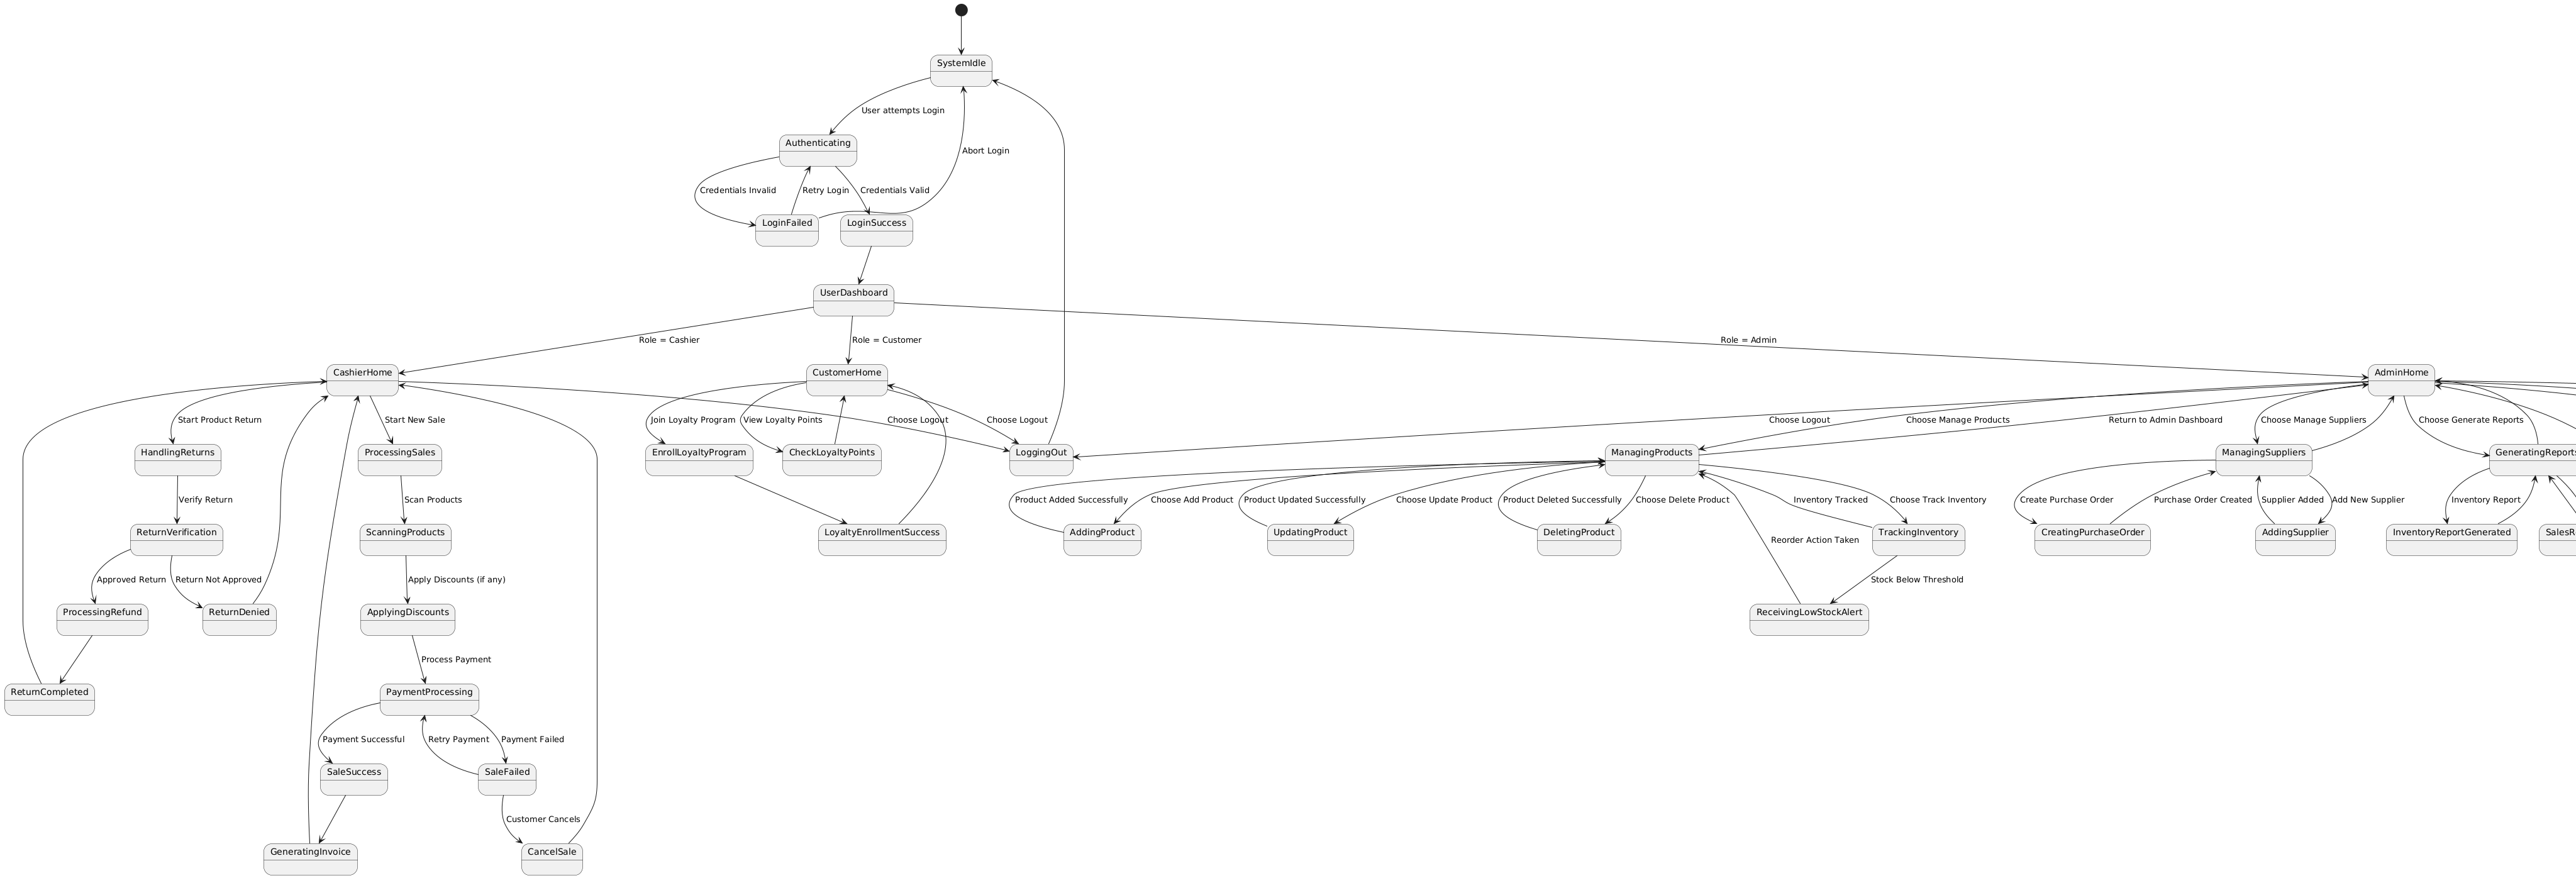 SystemIdle
User attempts Login
Authenticating
Abort Login
Credentials Invalid
Retry Login
Credentials Valid
LoginFailed
LoginSuccess
UserDashboard
Role = Cashier
Role = Customer
Role = Admin
CashierHome
CustomerHome
AdminHome
Start Product Return
Start New Sale
Join Loyalty Program
View Loyalty Points
Choose Logout
Choose Logout
Choose Logout
Choose Manage Products
Return to Admin Dashboard
Choose Manage Suppliers
Choose Generate Reports
HandlingReturns
ProcessingSales
EnrollLoyaltyProgram
CheckLoyaltyPoints
LoggingOut
ManagingProducts
ManagingSuppliers
GeneratingReports
Verify Return
Scan Products
Product Added Successfully
Choose Add Product
Product Updated Successfully
Choose Update Product
Product Deleted Successfully
Choose Delete Product
Inventory Tracked
Choose Track Inventory
Create Purchase Order
Purchase Order Created
Supplier Added
Add New Supplier
Inventory Report
ReturnVerification
ScanningProducts
LoyaltyEnrollmentSuccess
AddingProduct
UpdatingProduct
DeletingProduct
Reorder Action Taken
TrackingInventory
CreatingPurchaseOrder
AddingSupplier
InventoryReportGenerated
Approved Return
Return Not Approved
Apply Discounts (if any)
Stock Below Threshold
ProcessingRefund
ReturnDenied
ApplyingDiscounts
ReceivingLowStockAlert
Process Payment
ReturnCompleted
PaymentProcessing
Payment Successful
Retry Payment
Payment Failed
SaleSuccess
SaleFailed
Customer Cancels
GeneratingInvoice
CancelSale